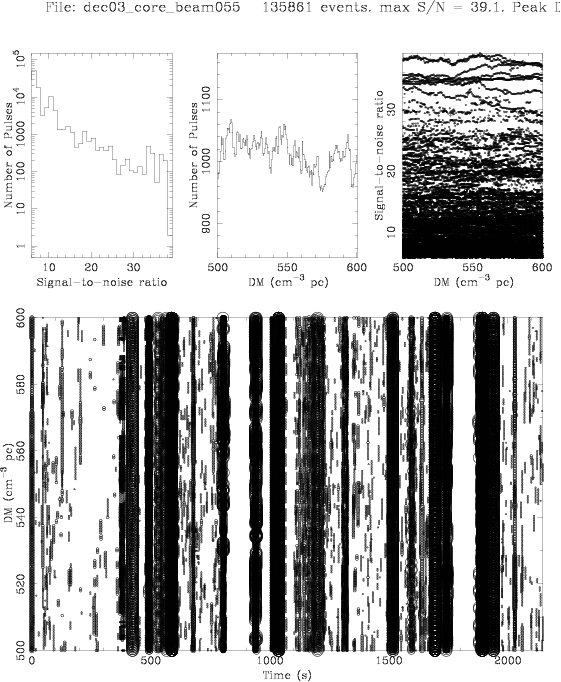 File: dec03_core_beam055 135861 events. max S/N = 39.1. Peak D
10^5
10^4
1000
100
10
1
Number of Pulses
10 20 30
Signal-to-noise ratio
1100
1000
900
Number of Pulses
500 550 600
DM (cm^-3 pc)
30
20
10
Signal-to-noise ratio
500 550 600
DM (cm^-3 pc)
600
580
560
540
520
500
DM (cm^-3 pc)
0 500 1000 1500 2000
Time (s)